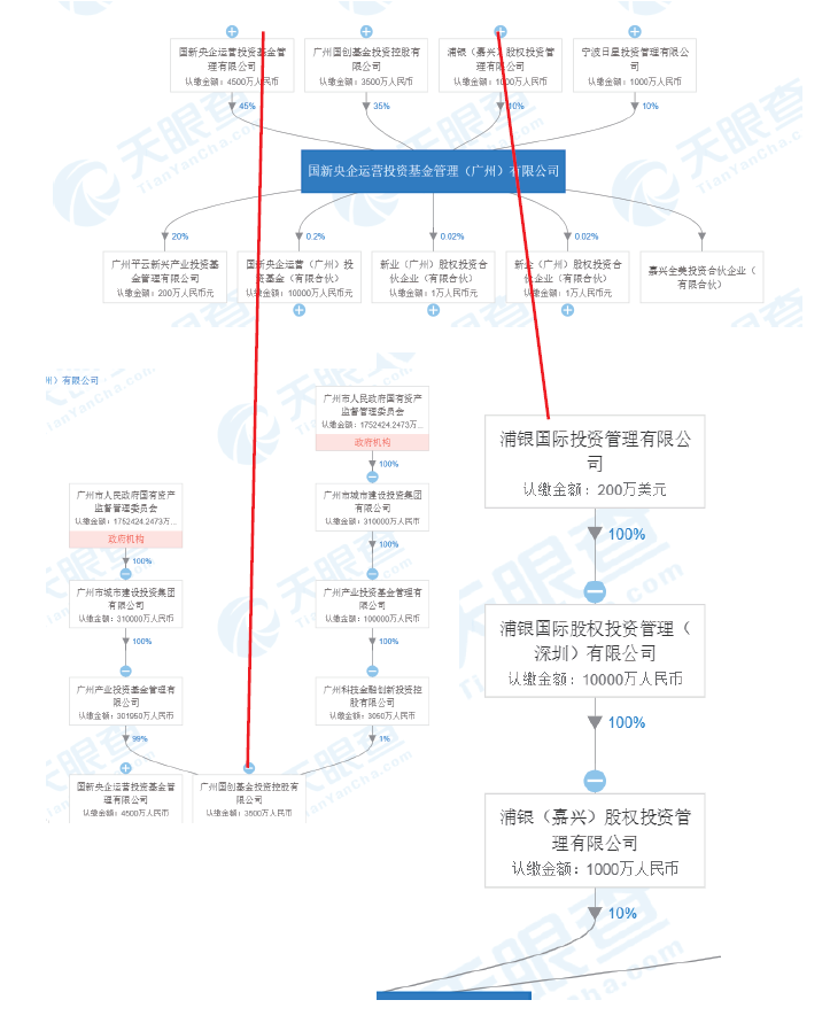 国新央企运营投资基金管
理有限公司
认缴金额：4500万人民币
广州国创基金投资控股有
限公司
认缴金额：3500万人民币
浦银（嘉兴）股权投资管
理有限公司
认缴金额：1000万人民币
宁波日星投资管理有限公
司
认缴金额：1000万人民币
45%
35%
10%
10%
国新央企运营投资基金管理（广州）有限公司
20%
0.2%
0.02%
0.02%
广州平云新兴产业投资基
金管理有限公司
认缴金额：200万人民币元
国新央企运营（广州）投
资基金（有限合伙）
认缴金额：10000万人民币元
新业（广州）股权投资合
伙企业（有限合伙）
认缴金额：1万人民币元
新企（广州）股权投资合
伙企业（有限合伙）
认缴金额：1万人民币元
嘉兴全美投资合伙企业（
有限合伙）
州）有限公司
广州市人民政府国有资产
监督管理委员会
认缴金额：1752424.2473万...
政府机构
100%
广州市城市建设投资集团
有限公司
认缴金额：310000万人民币
100%
广州产业投资基金管理有
限公司
认缴金额：301950万人民币
99%
国新央企运营投资基金管
理有限公司
认缴金额：4500万人民币
广州市人民政府国有资产
监督管理委员会
认缴金额：1752424.2473万...
政府机构
100%
广州市城市建设投资集团
有限公司
认缴金额：310000万人民币
100%
广州产业投资基金管理有
限公司
认缴金额：100000万人民币
100%
广州科技金融创新投资控
股有限公司
认缴金额：3050万人民币
1%
广州国创基金投资控股有
限公司
认缴金额：3500万人民币
浦银国际投资管理有限公
司
认缴金额：200万美元
100%
浦银国际股权投资管理（
深圳）有限公司
认缴金额：10000万人民币
100%
浦银（嘉兴）股权投资管
理有限公司
认缴金额：1000万人民币
10%
天眼查
TianYanCha.com